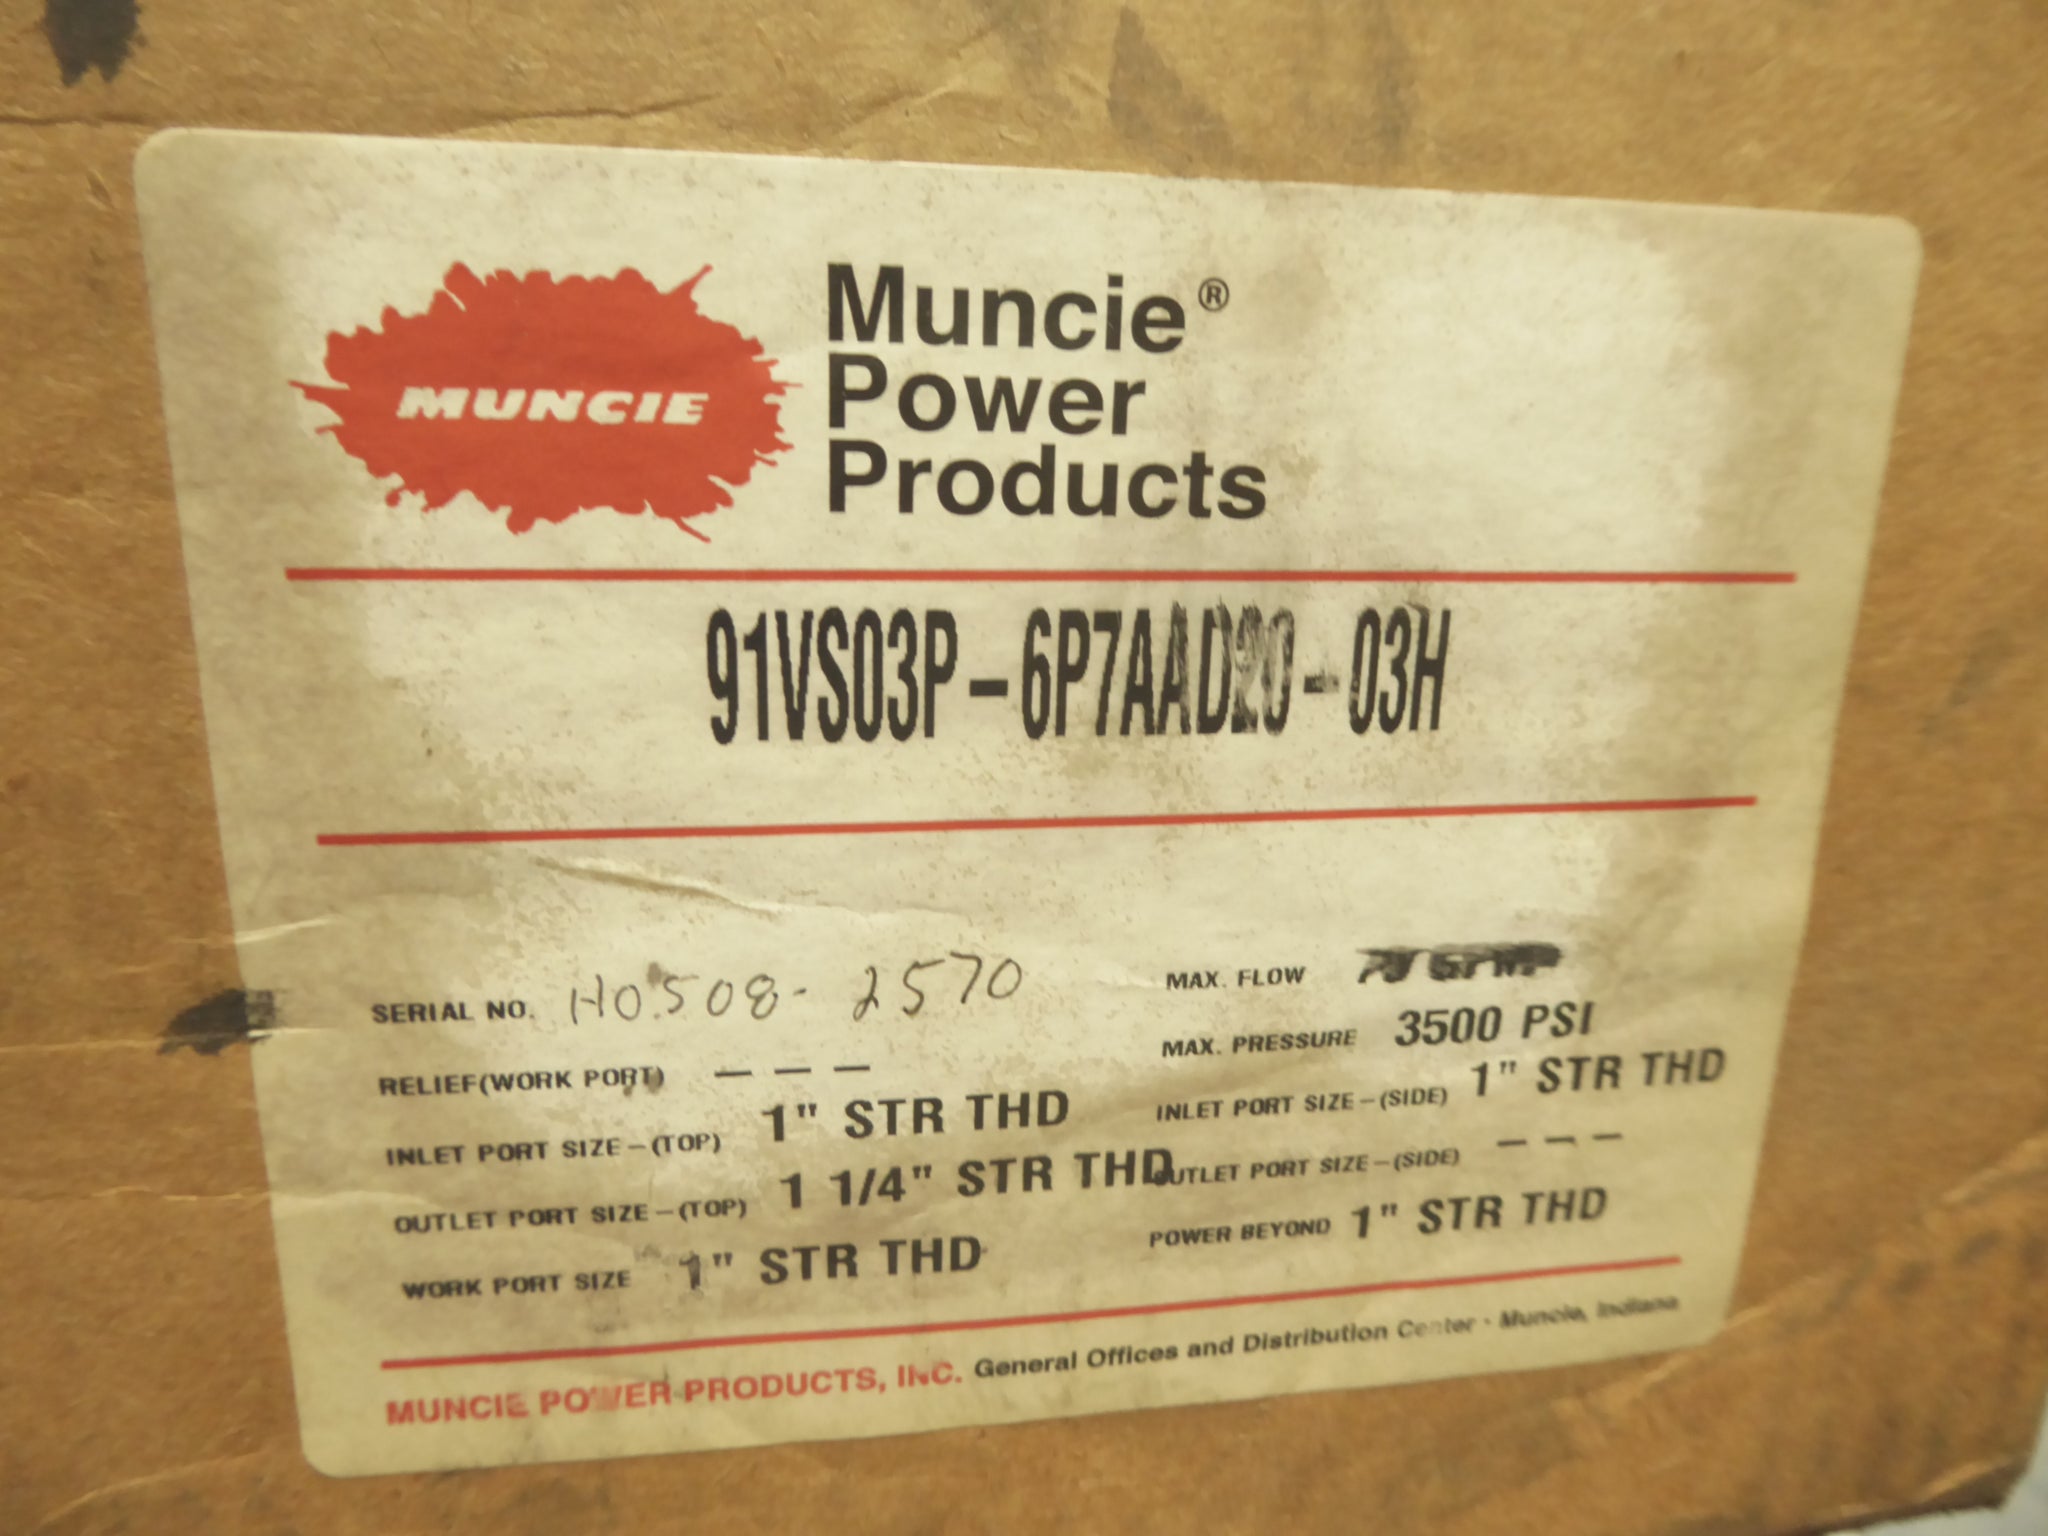 MUNCIE
Muncie®
Power
Products
91VS03P-6P7AAD20-03H
SERIAL NO. H0508-2570
RELIEF(WORK PORT) — — —
INLET PORT SIZE-(TOP) 1" STR THD
OUTLET PORT SIZE-(TOP) 1 1/4" STR THD
WORK PORT SIZE 1" STR THD
MAX. FLOW
MAX. PRESSURE 3500 PSI
INLET PORT SIZE-(SIDE) 1" STR THD
OUTLET PORT SIZE-(SIDE) — — —
POWER BEYOND 1" STR THD
MUNCIE POWER PRODUCTS, INC. General Offices and Distribution Center · Muncie, Indiana